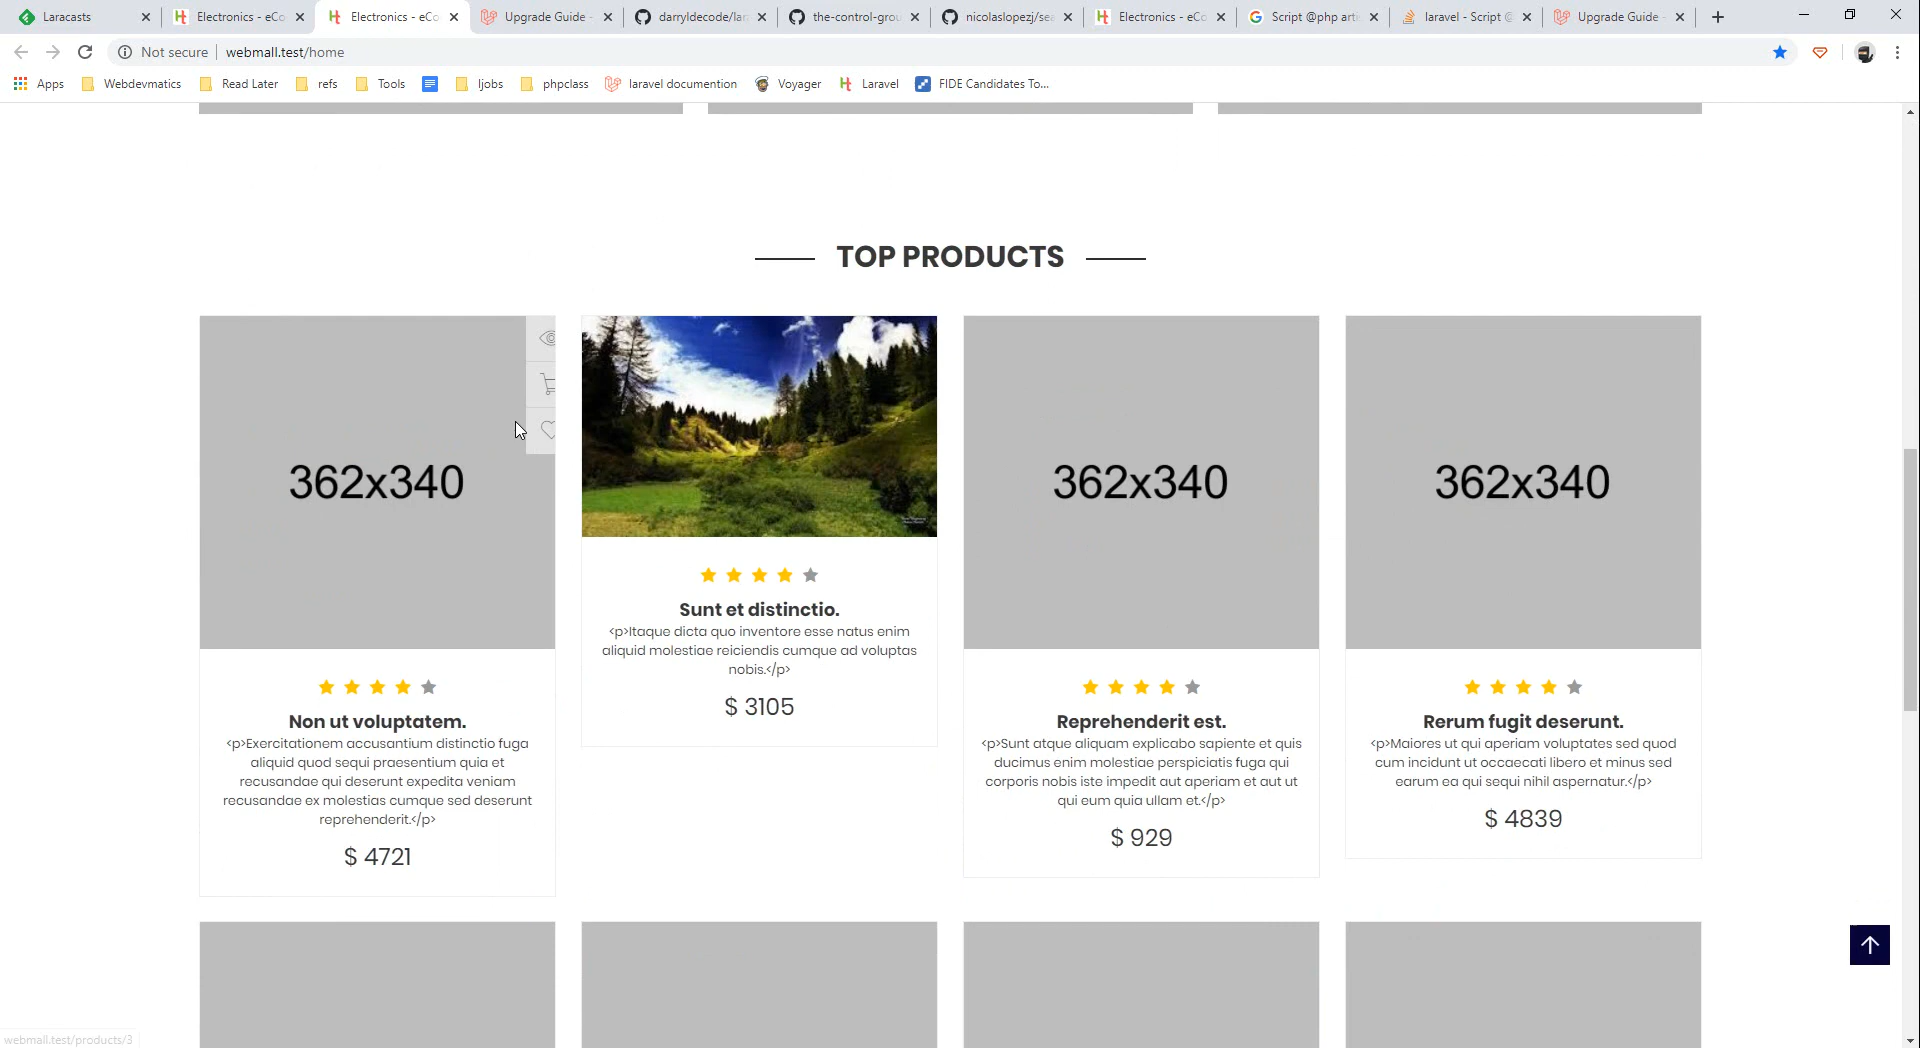 Laracasts
Electronics - eCo
Electronics - eCo
Upgrade Guide -
darryldecode/lar
the-control-grou
nicolaslopezj/sea
Electronics - eCo
Script @php arti
laravel - Script @
Upgrade Guide -
Not secure | webmall.test/home
Apps
Webdevmatics
Read Later
refs
Tools
ljobs
phpclass
laravel documention
Voyager
Laravel
FIDE Candidates To...
TOP PRODUCTS
362x340
362x340
362x340
Non ut voluptatem.
<p>Exercitationem accusantium distinctio fuga
aliquid quod sequi praesentium quia et
recusandae qui deserunt expedita veniam
recusandae ex molestias cumque sed deserunt
reprehenderit.</p>
$ 4721
Sunt et distinctio.
<p>Itaque dicta quo inventore esse natus enim
aliquid molestiae reiciendis cumque ad voluptas
nobis.</p>
$ 3105
Reprehenderit est.
<p>Sunt atque aliquam explicabo sapiente et quis
ducimus enim molestiae perspiciatis fuga qui
corporis nobis iste impedit aut aperiam et aut ut
qui eum quia ullam et.</p>
$ 929
Rerum fugit deserunt.
<p>Maiores ut qui aperiam voluptates sed quod
cum incidunt ut occaecati libero et minus sed
earum ea qui sequi nihil aspernatur.</p>
$ 4839
webmall.test/products/3